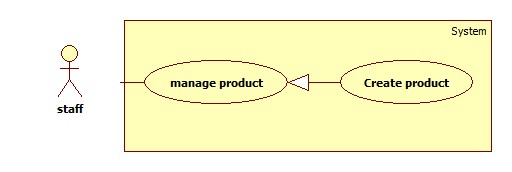 System
manage product
Create product
staff